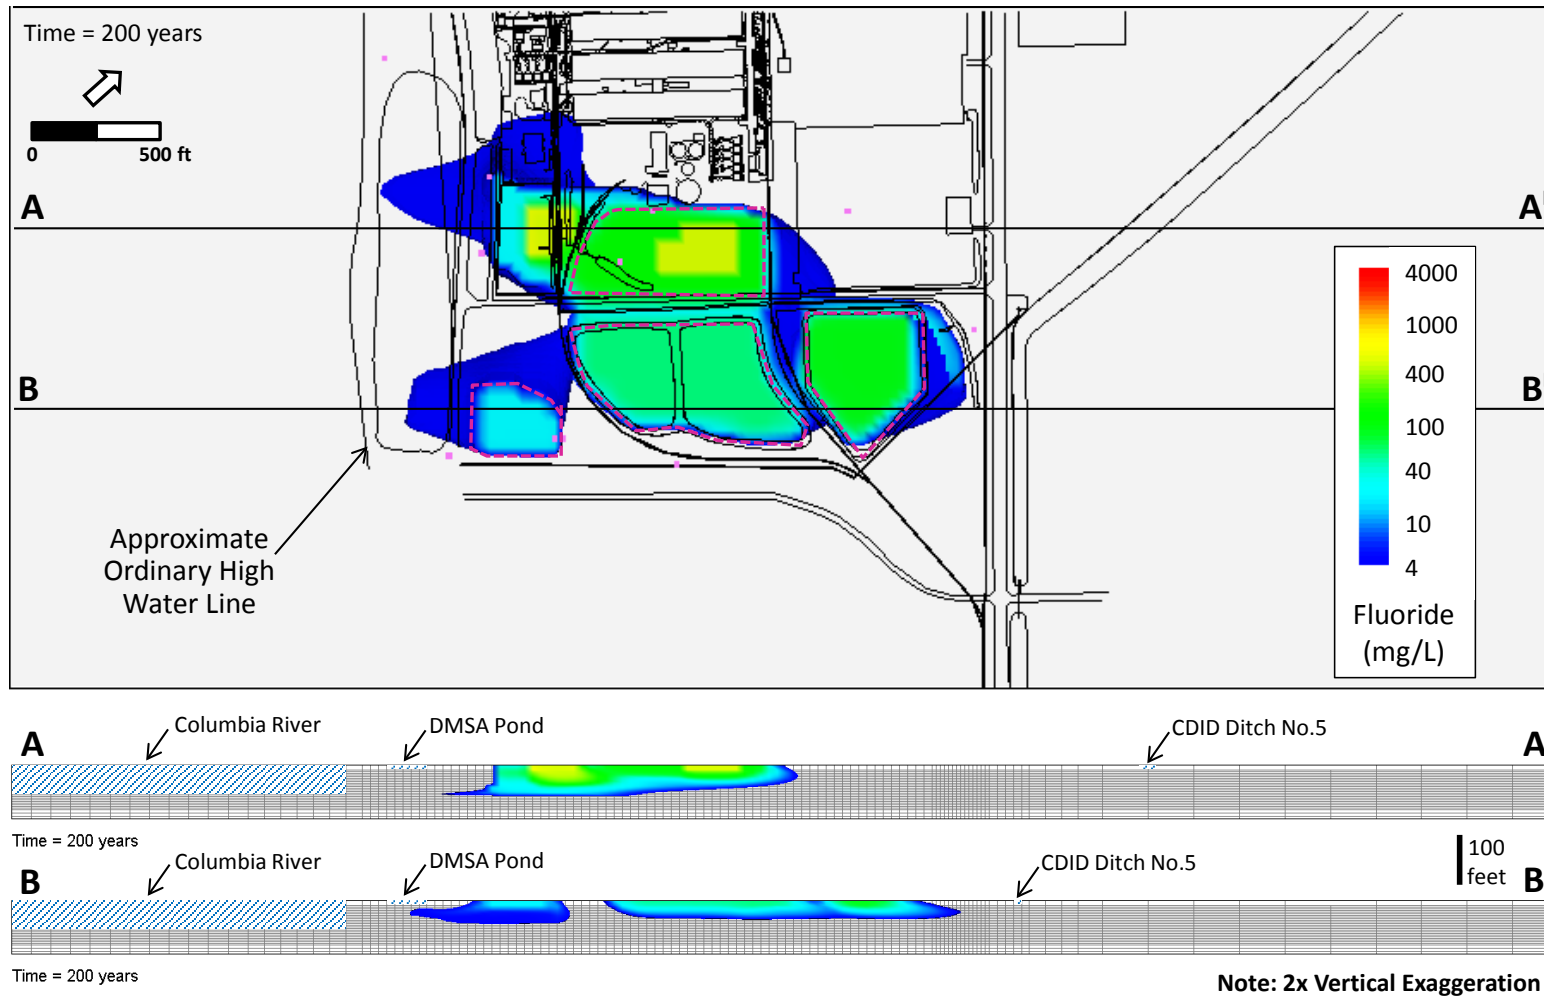 Time = 200 years
0 500 ft
A A'
B B'
Approximate
Ordinary High
Water Line
4000
1000
400
100
40
10
4
Fluoride
(mg/L)
Columbia River
DMSA Pond
CDID Ditch No.5
A A
Time = 200 years
100
feet
Columbia River
DMSA Pond
CDID Ditch No.5
B B
Time = 200 years
Note: 2x Vertical Exaggeration